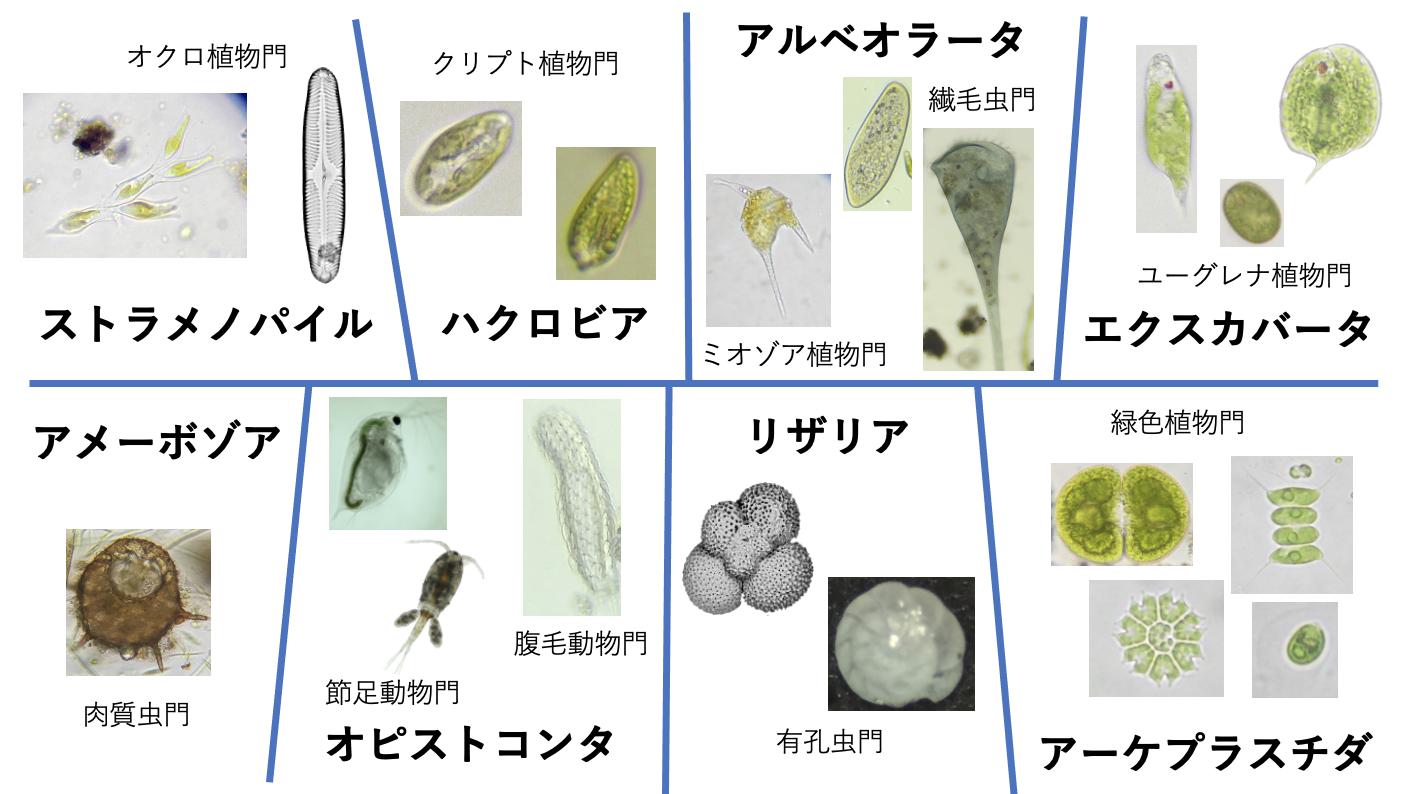 オクロ植物門
ストラメノパイル
クリプト植物門
ハクロビア
アルベオラータ
繊毛虫門
ミオゾア植物門
ユーグレナ植物門
エクスカバータ
アメーボゾア
肉質虫門
腹毛動物門
節足動物門
オピストコンタ
リザリア
有孔虫門
緑色植物門
アーケプラスチダ